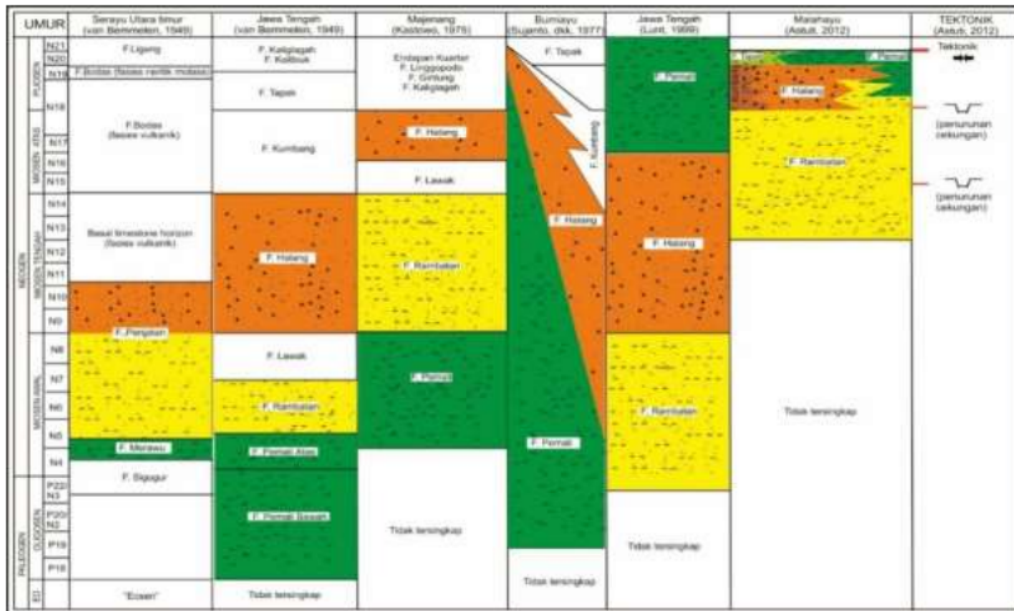 UMUR
Serayu Utara timur
(van Bemmelen, 1949)
Jawa Tengah
(van Bemmelen, 1949)
Majenang
(Kastowo, 1975)
Bumiayu
(Sujanto, dkk, 1977)
Jawa Tengah
(Lunt, 1999)
Malahayu
(Astuti, 2012)
TEKTONIK
(Astuti, 2012)
NEOGEN
PALEOGEN
PLIOSEN
MIOSEN ATAS
MIOSEN TENGAH
MIOSEN AWAL
OLIGOSEN
EO
N21
N20
N19
N18
N17
N16
N15
N14
N13
N12
N11
N10
N9
N8
N7
N6
N5
N4
P22/
N3
P20/
N2
P19
P18
F.Ligung
F.Bodas (fasies neritik molasa)
F.Bodas
(fasies vulkanik)
Basal limestone horizon
(fasies vulkanik)
F. Penjatan
F. Merawu
F. Sigugur
"Eosen"
F. Kaliglagah
F. Kalibiuk
F. Tapak
F. Kumbang
F. Halang
F. Lawak
F. Rambatan
F. Pemali Atas
F. Pemali Bawah
Tidak tersingkap
Endapan Kuarter
F. Linggopodo
F. Gintung
F. Kaliglagah
F. Halang
F. Lawak
F. Rambatan
F. Pemali
Tidak tersingkap
F. Tapak
F. Kumbang
F. Halang
F. Pemali
Tidak tersingkap
F. Pemali
F. Halang
F. Rambatan
Tidak tersingkap
F. Tapak
F. Pemali
F. Halang
F. Rambatan
Tidak tersingkap
Tektonik
(penurunan
cekungan)
(penurunan
cekungan)